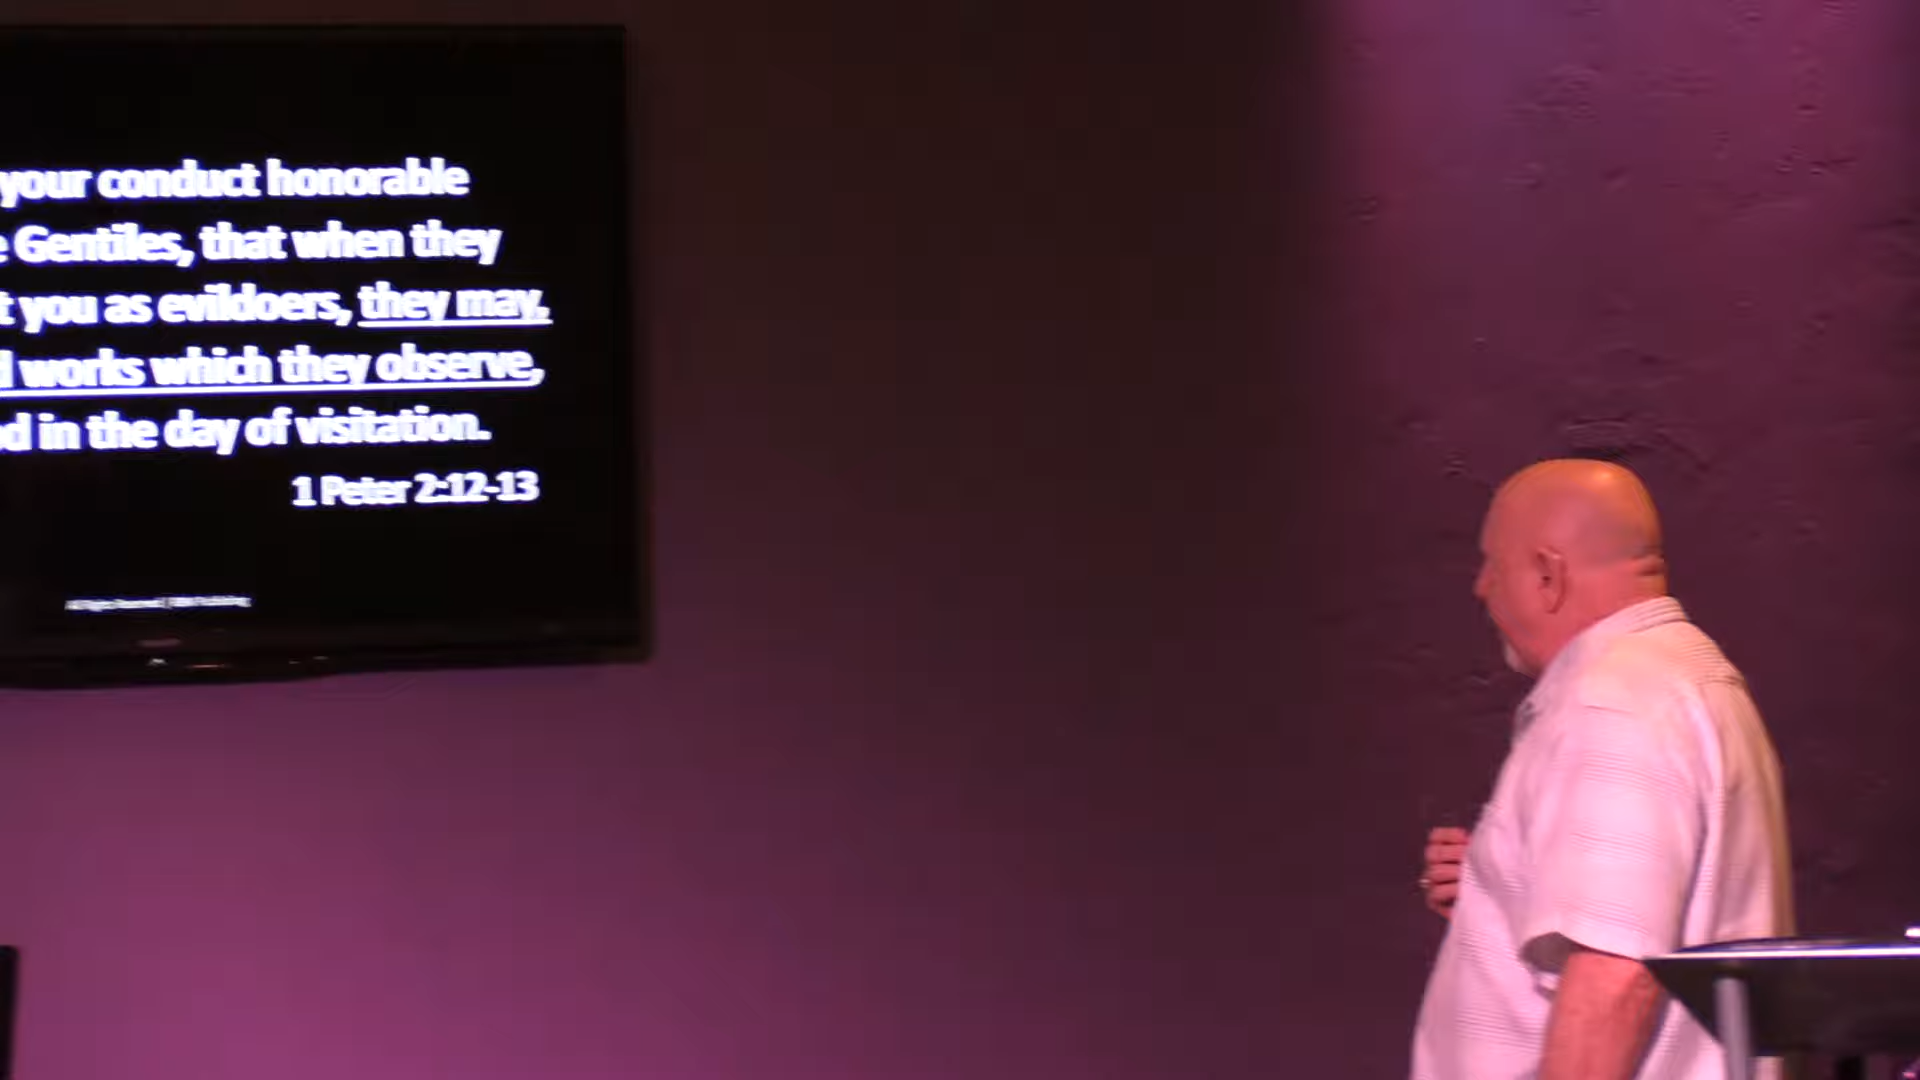 your conduct honorable
Gentiles, that when they
you as evildoers, they may,
works which they observe,
in the day of visitation.
1 Peter 2:12-13